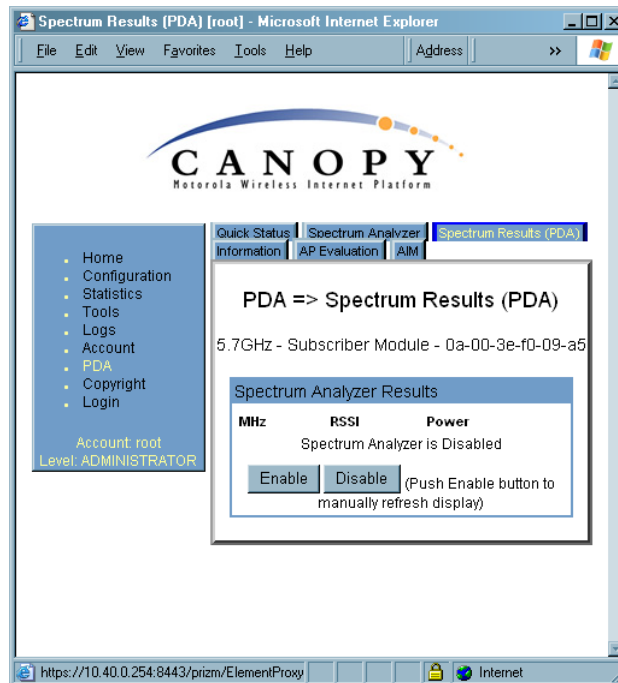 Spectrum Results (PDA) [root] - Microsoft Internet Explorer
File Edit View Favorites Tools Help Address »
CANOPY
Motorola Wireless Internet Platform
Quick Status Spectrum Analyzer Spectrum Results (PDA)
Information AP Evaluation AIM
Home
Configuration
Statistics
Tools
Logs
Account
PDA
Copyright
Login
Account: root
Level: ADMINISTRATOR
PDA => Spectrum Results (PDA)
5.7GHz - Subscriber Module - 0a-00-3e-f0-09-a5
Spectrum Analyzer Results
MHz RSSI Power
Spectrum Analyzer is Disabled
Enable Disable (Push Enable button to
manually refresh display)
https://10.40.0.254:8443/prizm/ElementProxy Internet